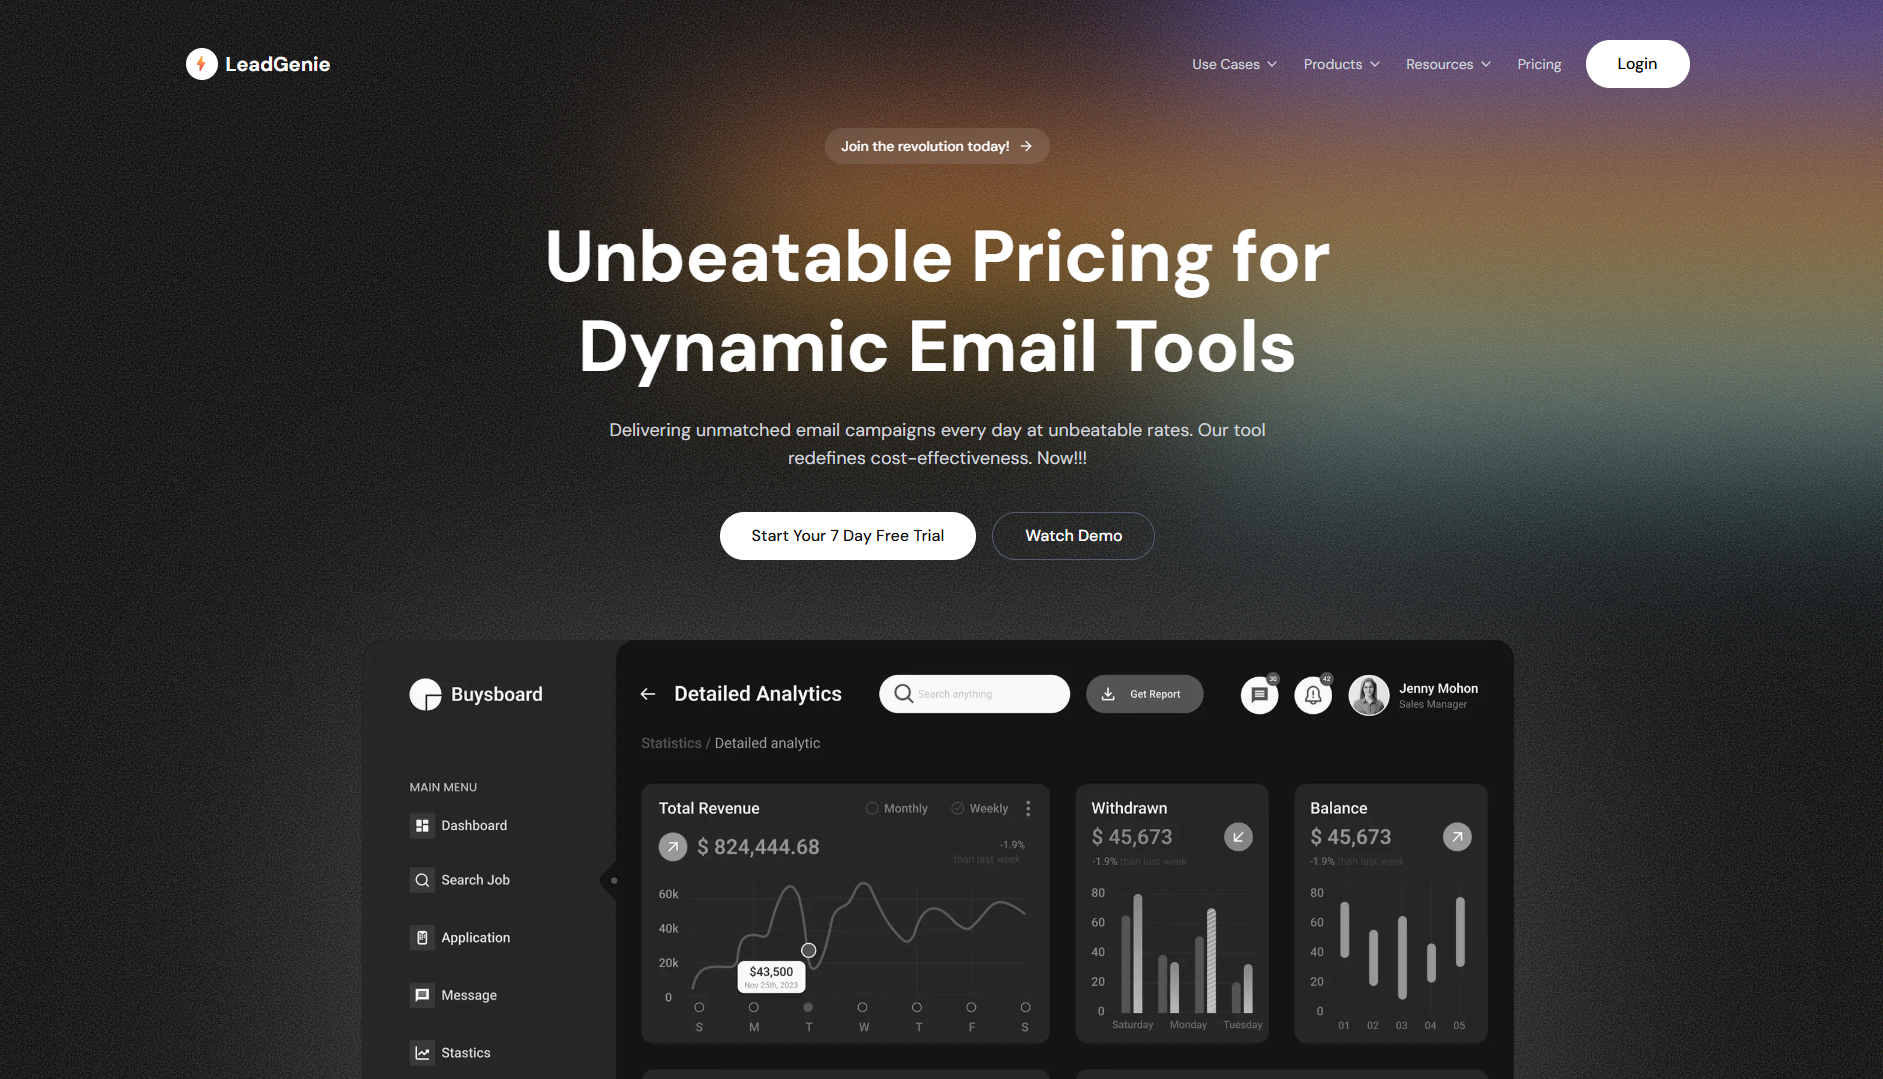 LeadGenie
Use Cases
Products
Resources
Pricing
Login
Join the revolution today!
Unbeatable Pricing for
Dynamic Email Tools
Delivering unmatched email campaigns every day at unbeatable rates. Our tool
redefines cost-effectiveness. Now!!!
Start Your 7 Day Free Trial
Watch Demo
Buysboard
MAIN MENU
Dashboard
Search Job
Application
Message
Stastics
Detailed Analytics
Search anything
Get Report
30
42
Jenny Mohon
Sales Manager
Statistics / Detailed analytic
Total Revenue
Monthly
Weekly
$ 824,444.68
-1.9%
than last week
60k
40k
20k
0
$43,500
Nov 25th, 2023
S M T W T F S
Withdrawn
$ 45,673
-1.9% than last week
80
60
40
20
0
Saturday Monday Tuesday
Balance
$ 45,673
-1.9% than last week
80
60
40
20
0
01 02 03 04 05